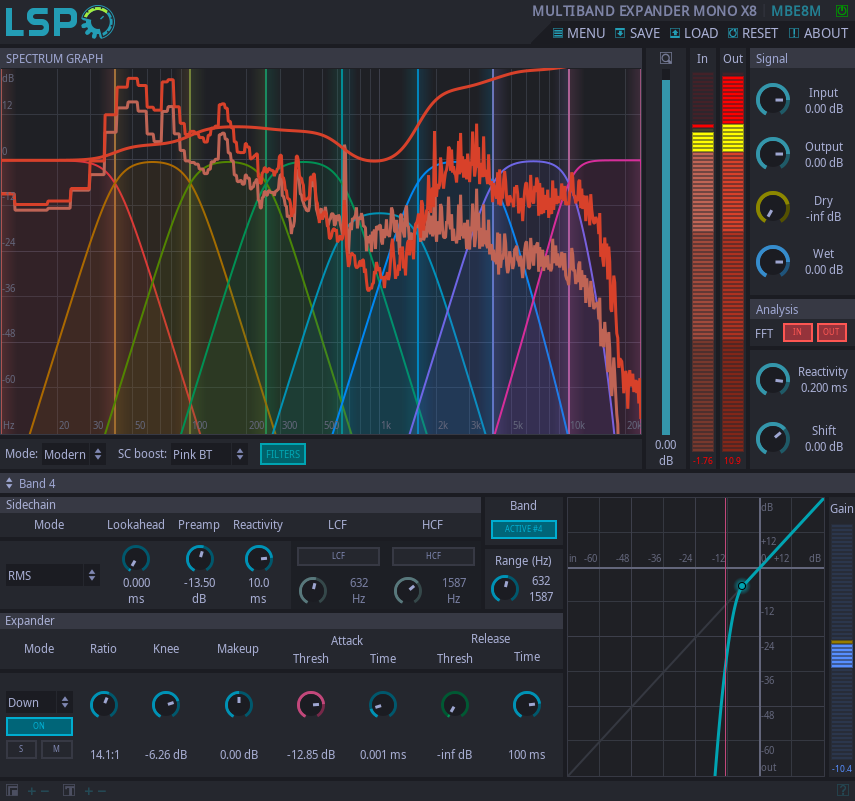 LSP
MULTIBAND EXPANDER MONO X8 MBE8M
MENU SAVE LOAD RESET ABOUT
SPECTRUM GRAPH
dB
12
0
-12
-24
-36
-48
-60
Hz 20 30 50 100 200 300 500 1k 2k 3k 5k 10k 20k
0.00
dB
In Out
-1.76 10.9
Signal
Input
0.00 dB
Output
0.00 dB
Dry
-inf dB
Wet
0.00 dB
Analysis
FFT IN OUT
Reactivity
0.200 ms
Shift
0.00 dB
Mode: Modern SC boost: Pink BT FILTERS
Band 4
Sidechain
Mode Lookahead Preamp Reactivity LCF HCF
RMS
0.000
ms
-13.50
dB
10.0
ms
LCF
632
Hz
HCF
1587
Hz
Band
ACTIVE #4
Range (Hz)
632
1587
Expander
Mode Ratio Knee Makeup
Attack
Thresh Time
Release
Thresh Time
Down
ON
S M
14.1:1 -6.26 dB 0.00 dB -12.85 dB 0.001 ms -inf dB 100 ms
dB
+12
in -60 -48 -36 -24 -12 0 +12 dB
-12
-24
-36
-48
-60
out
Gain
-10.4